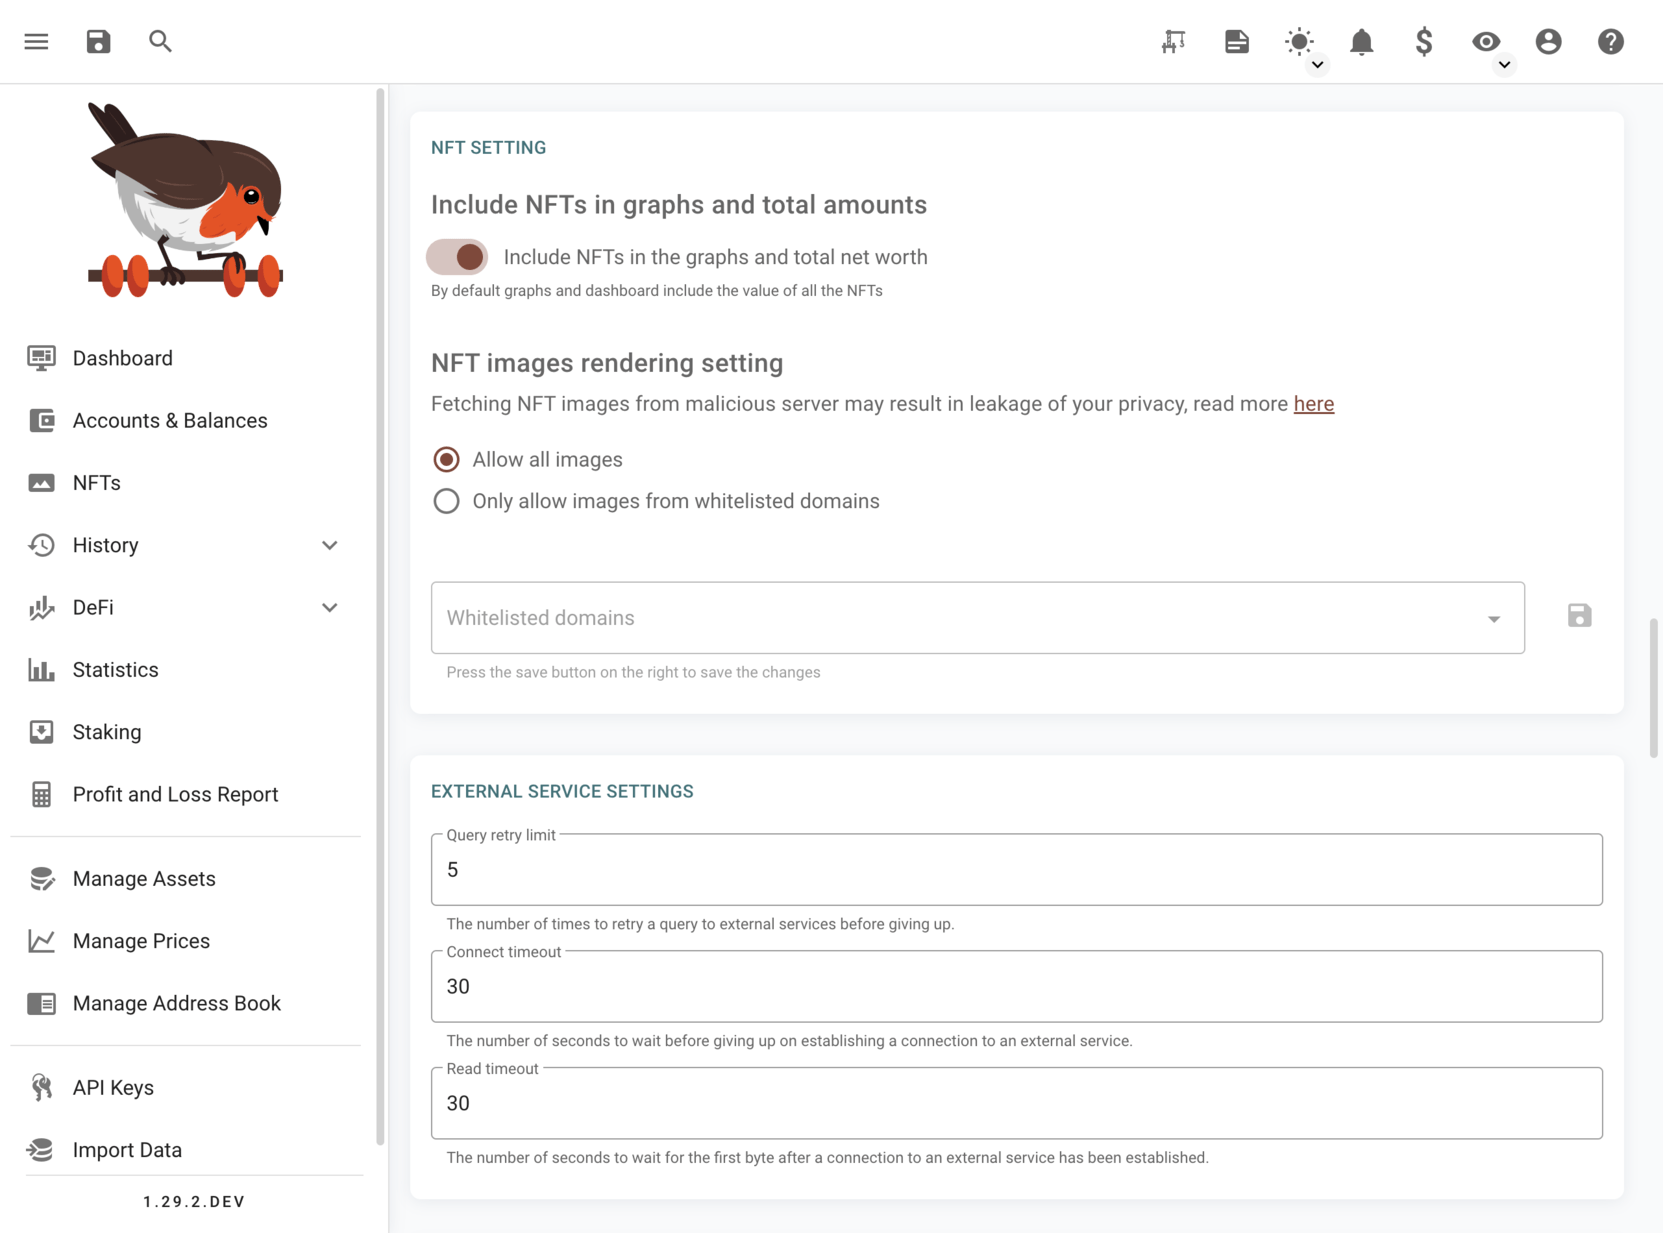 Dashboard
Accounts & Balances
NFTs
History
DeFi
Statistics
Staking
Profit and Loss Report
Manage Assets
Manage Prices
Manage Address Book
API Keys
Import Data
1.29.2.DEV
NFT SETTING
Include NFTs in graphs and total amounts
Include NFTs in the graphs and total net worth
By default graphs and dashboard include the value of all the NFTs
NFT images rendering setting
Fetching NFT images from malicious server may result in leakage of your privacy, read more here
Allow all images
Only allow images from whitelisted domains
Whitelisted domains
Press the save button on the right to save the changes
EXTERNAL SERVICE SETTINGS
Query retry limit
5
The number of times to retry a query to external services before giving up.
Connect timeout
30
The number of seconds to wait before giving up on establishing a connection to an external service.
Read timeout
30
The number of seconds to wait for the first byte after a connection to an external service has been established.